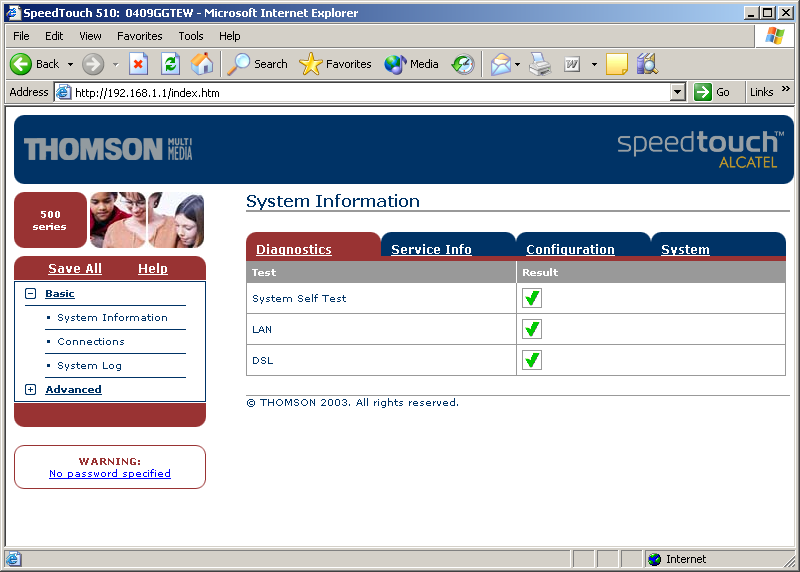 SpeedTouch 510: 0409GGTEW - Microsoft Internet Explorer
File Edit View Favorites Tools Help
Back Search Favorites Media W
Address http://192.168.1.1/index.htm Go Links »
THOMSON MULTI MEDIA
speedtouch™
ALCATEL
500
series
Save All Help
Basic
System Information
Connections
System Log
Advanced
WARNING:
No password specified
System Information
Diagnostics Service Info Configuration System
Test Result
System Self Test
LAN
DSL
© THOMSON 2003. All rights reserved.
Internet